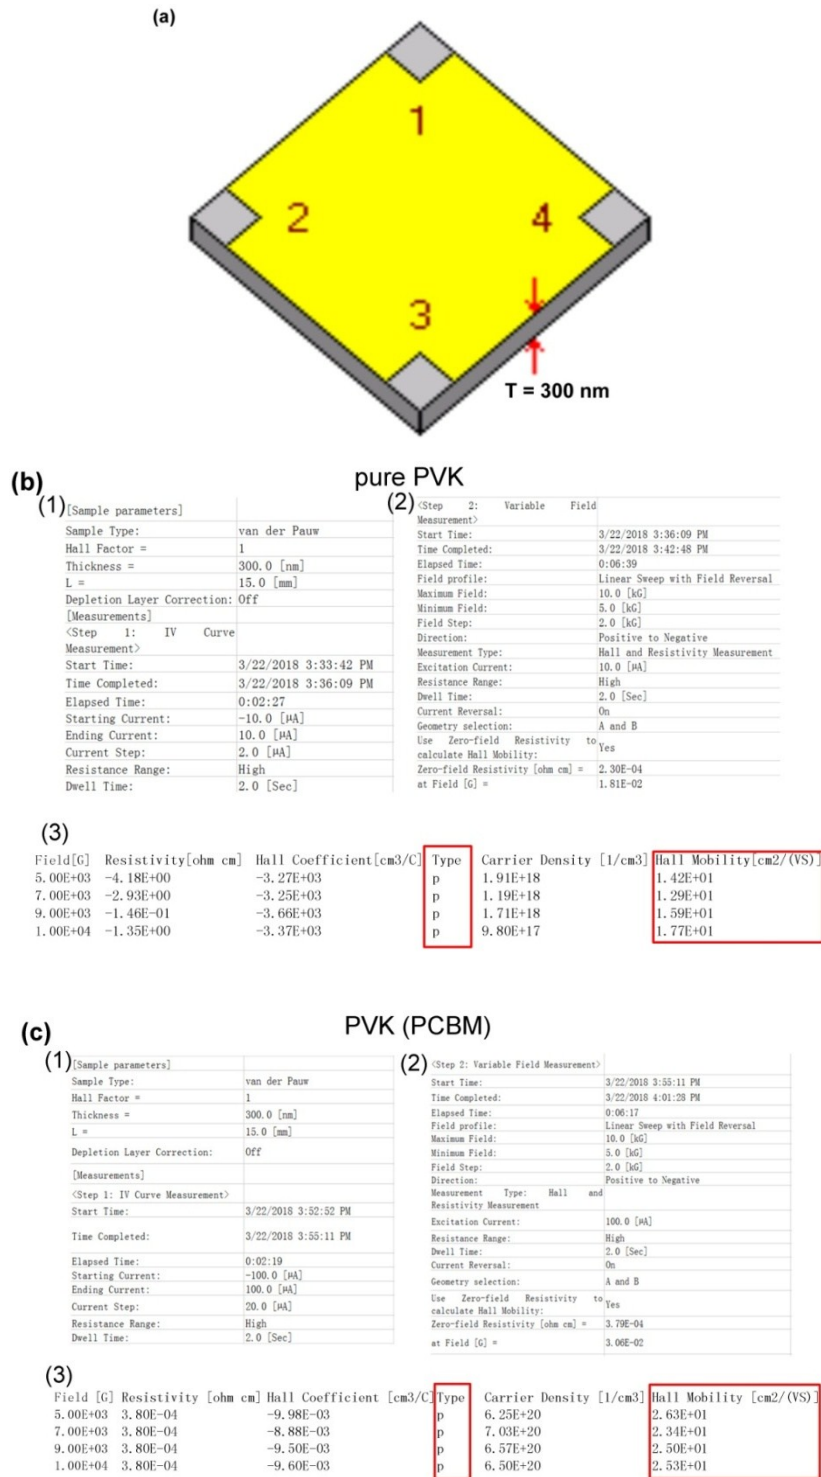 (a)
1
2
4
3
T = 300 nm
(b)
pure PVK
(1)
[Sample parameters]
Sample Type: van der Pauw
Hall Factor = 1
Thickness = 300.0 [nm]
L = 15.0 [mm]
Depletion Layer Correction: Off
[Measurements]
<Step 1: IV Curve
Measurement>
Start Time: 3/22/2018 3:33:42 PM
Time Completed: 3/22/2018 3:36:09 PM
Elapsed Time: 0:02:27
Starting Current: -10.0 [μA]
Ending Current: 10.0 [μA]
Current Step: 2.0 [μA]
Resistance Range: High
Dwell Time: 2.0 [Sec]
(2)
<Step 2: Variable Field
Measurement>
Start Time: 3/22/2018 3:36:09 PM
Time Completed: 3/22/2018 3:42:48 PM
Elapsed Time: 0:06:39
Field profile: Linear Sweep with Field Reversal
Maximum Field: 10.0 [kG]
Minimum Field: 5.0 [kG]
Field Step: 2.0 [kG]
Direction: Positive to Negative
Measurement Type: Hall and Resistivity Measurement
Excitation Current: 10.0 [μA]
Resistance Range: High
Dwell Time: 2.0 [Sec]
Current Reversal: On
Geometry selection: A and B
Use Zero-field Resistivity to
calculate Hall Mobility: Yes
Zero-field Resistivity [ohm cm] = 2.30E-04
at Field [G] = 1.81E-02
(3)
Field[G] Resistivity[ohm cm] Hall Coefficient[cm3/C] Type Carrier Density [1/cm3] Hall Mobility[cm2/(VS)]
5.00E+03 -4.18E+00 -3.27E+03 p 1.91E+18 1.42E+01
7.00E+03 -2.93E+00 -3.25E+03 p 1.19E+18 1.29E+01
9.00E+03 -1.46E-01 -3.66E+03 p 1.71E+18 1.59E+01
1.00E+04 -1.35E+00 -3.37E+03 p 9.80E+17 1.77E+01
(c)
PVK (PCBM)
(1)
[Sample parameters]
Sample Type: van der Pauw
Hall Factor = 1
Thickness = 300.0 [nm]
L = 15.0 [mm]
Depletion Layer Correction: Off
[Measurements]
<Step 1: IV Curve Measurement>
Start Time: 3/22/2018 3:52:52 PM
Time Completed: 3/22/2018 3:55:11 PM
Elapsed Time: 0:02:19
Starting Current: -100.0 [μA]
Ending Current: 100.0 [μA]
Current Step: 20.0 [μA]
Resistance Range: High
Dwell Time: 2.0 [Sec]
(2)
<Step 2: Variable Field Measurement>
Start Time: 3/22/2018 3:55:11 PM
Time Completed: 3/22/2018 4:01:28 PM
Elapsed Time: 0:06:17
Field profile: Linear Sweep with Field Reversal
Maximum Field: 10.0 [kG]
Minimum Field: 5.0 [kG]
Field Step: 2.0 [kG]
Direction: Positive to Negative
Measurement Type: Hall and
Resistivity Measurement
Excitation Current: 100.0 [μA]
Resistance Range: High
Dwell Time: 2.0 [Sec]
Current Reversal: On
Geometry selection: A and B
Use Zero-field Resistivity to
calculate Hall Mobility: Yes
Zero-field Resistivity [ohm cm] = 3.79E-04
at Field [G] = 3.06E-02
(3)
Field [G] Resistivity [ohm cm] Hall Coefficient [cm3/C] Type Carrier Density [1/cm3] Hall Mobility [cm2/(VS)]
5.00E+03 3.80E-04 -9.98E-03 p 6.25E+20 2.63E+01
7.00E+03 3.80E-04 -8.88E-03 p 7.03E+20 2.34E+01
9.00E+03 3.80E-04 -9.50E-03 p 6.57E+20 2.50E+01
1.00E+04 3.80E-04 -9.60E-03 p 6.50E+20 2.53E+01